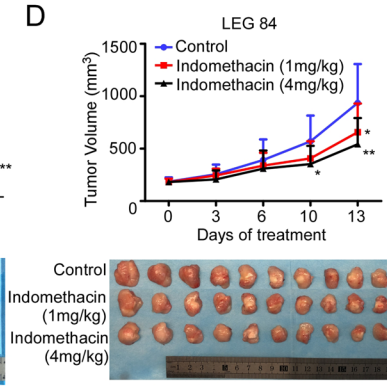 D
LEG 84
Tumor Volume (mm³)
1500
1000
500
0
Control
Indomethacin (1mg/kg)
Indomethacin (4mg/kg)
*
**
*
**
0 3 6 10 13
Days of treatment
Control
Indomethacin
(1mg/kg)
Indomethacin
(4mg/kg)